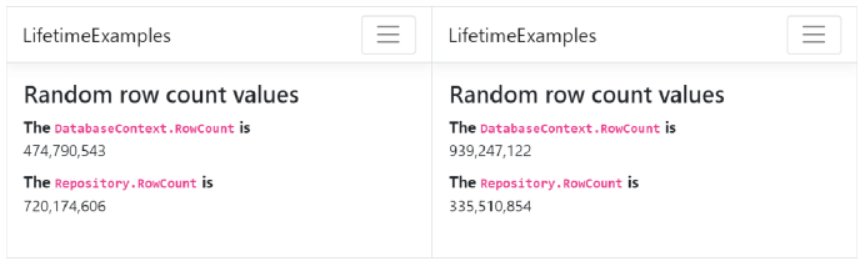 LifetimeExamples
Random row count values
The DatabaseContext.RowCount is
474,790,543
The Repository.RowCount is
720,174,606
LifetimeExamples
Random row count values
The DatabaseContext.RowCount is
939,247,122
The Repository.RowCount is
335,510,854